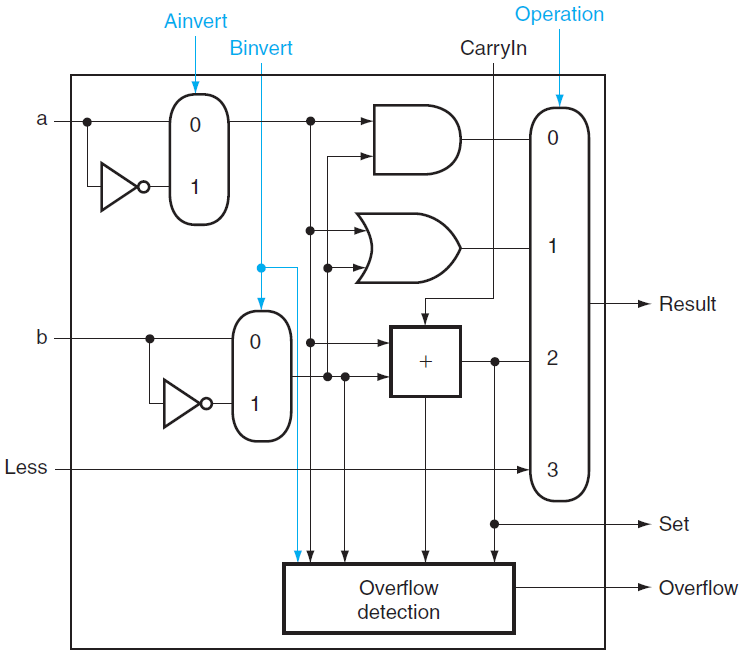 Ainvert
Operation
Binvert
CarryIn
a
0
0
1
1
b
0
Result
+
2
1
Less
3
Set
Overflow
detection
Overflow